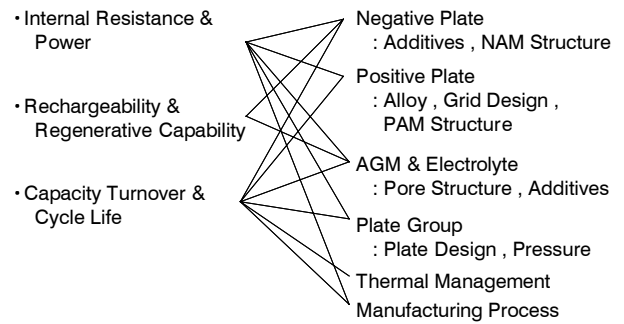 · Internal Resistance &
Power
· Rechargeability &
Regenerative Capability
· Capacity Turnover &
Cycle Life
Negative Plate
: Additives , NAM Structure
Positive Plate
: Alloy , Grid Design ,
PAM Structure
AGM & Electrolyte
: Pore Structure , Additives
Plate Group
: Plate Design , Pressure
Thermal Management
Manufacturing Process